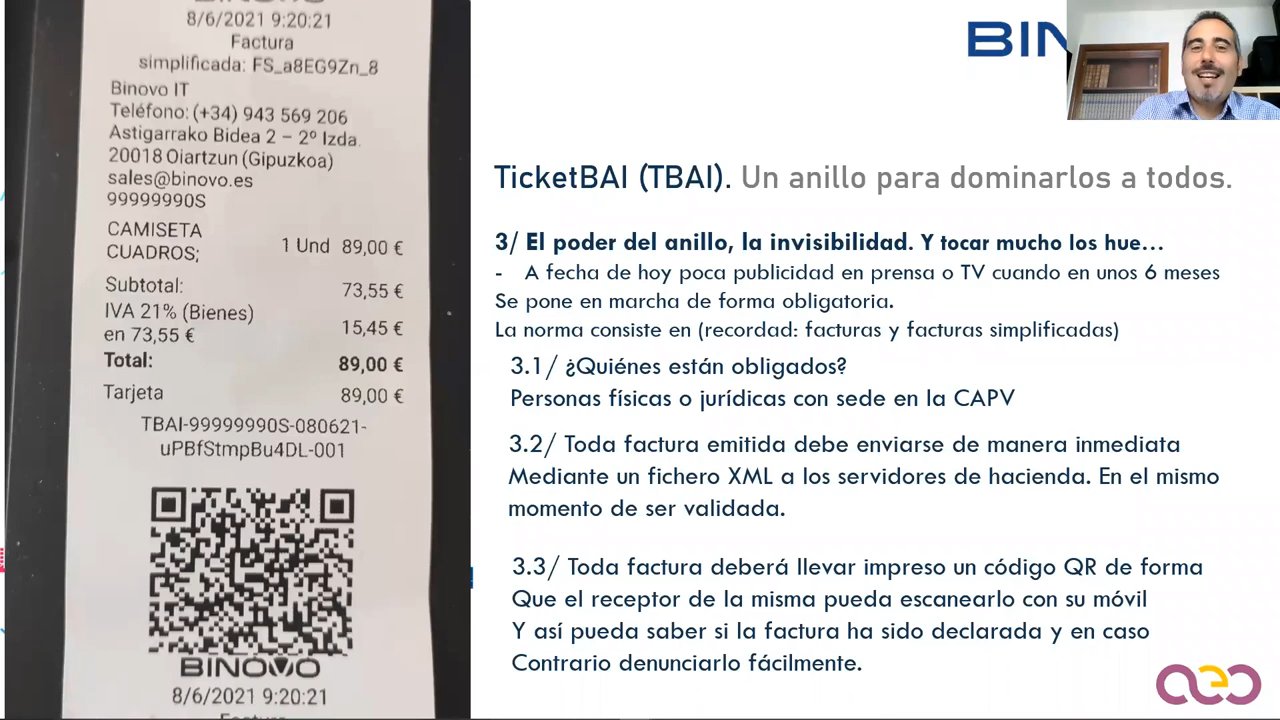 8/6/2021 9:20:21
Factura
simplificada: FS_a8EG9Zn_8
Binovo IT
Teléfono: (+34) 943 569 206
Astigarrako Bidea 2 – 2º Izda.
20018 Oiartzun (Gipuzkoa)
sales@binovo.es
99999990S
CAMISETA
CUADROS; 1 Und 89,00 €
Subtotal: 73,55 €
IVA 21% (Bienes)
en 73,55 € 15,45 €
Total: 89,00 €
Tarjeta 89,00 €
TBAI-99999990S-080621-
uPBfStmpBu4DL-001
BINOVO
8/6/2021 9:20:21
BIN
TicketBAI (TBAI). Un anillo para dominarlos a todos.
3/ El poder del anillo, la invisibilidad. Y tocar mucho los hue...
- A fecha de hoy poca publicidad en prensa o TV cuando en unos 6 meses
Se pone en marcha de forma obligatoria.
La norma consiste en (recordad: facturas y facturas simplificadas)
3.1/ ¿Quiénes están obligados?
Personas físicas o jurídicas con sede en la CAPV
3.2/ Toda factura emitida debe enviarse de manera inmediata
Mediante un fichero XML a los servidores de hacienda. En el mismo
momento de ser validada.
3.3/ Toda factura deberá llevar impreso un código QR de forma
Que el receptor de la misma pueda escanearlo con su móvil
Y así pueda saber si la factura ha sido declarada y en caso
Contrario denunciarlo fácilmente.